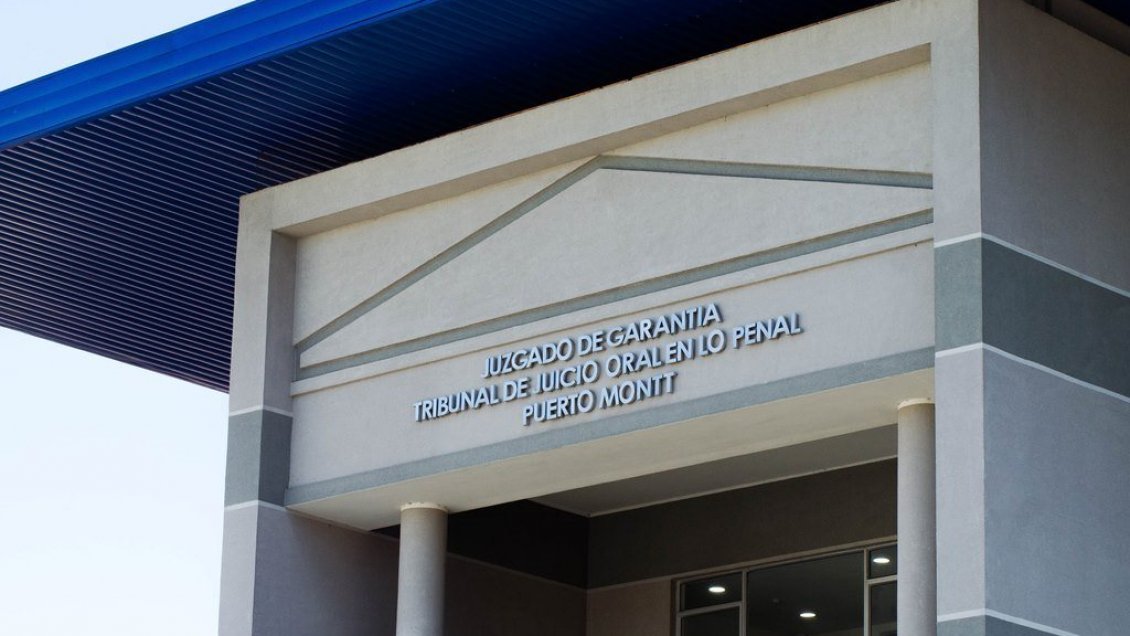 JUZGADO DE GARANTIA
TRIBUNAL DE JUICIO ORAL EN LO PENAL
PUERTO MONTT